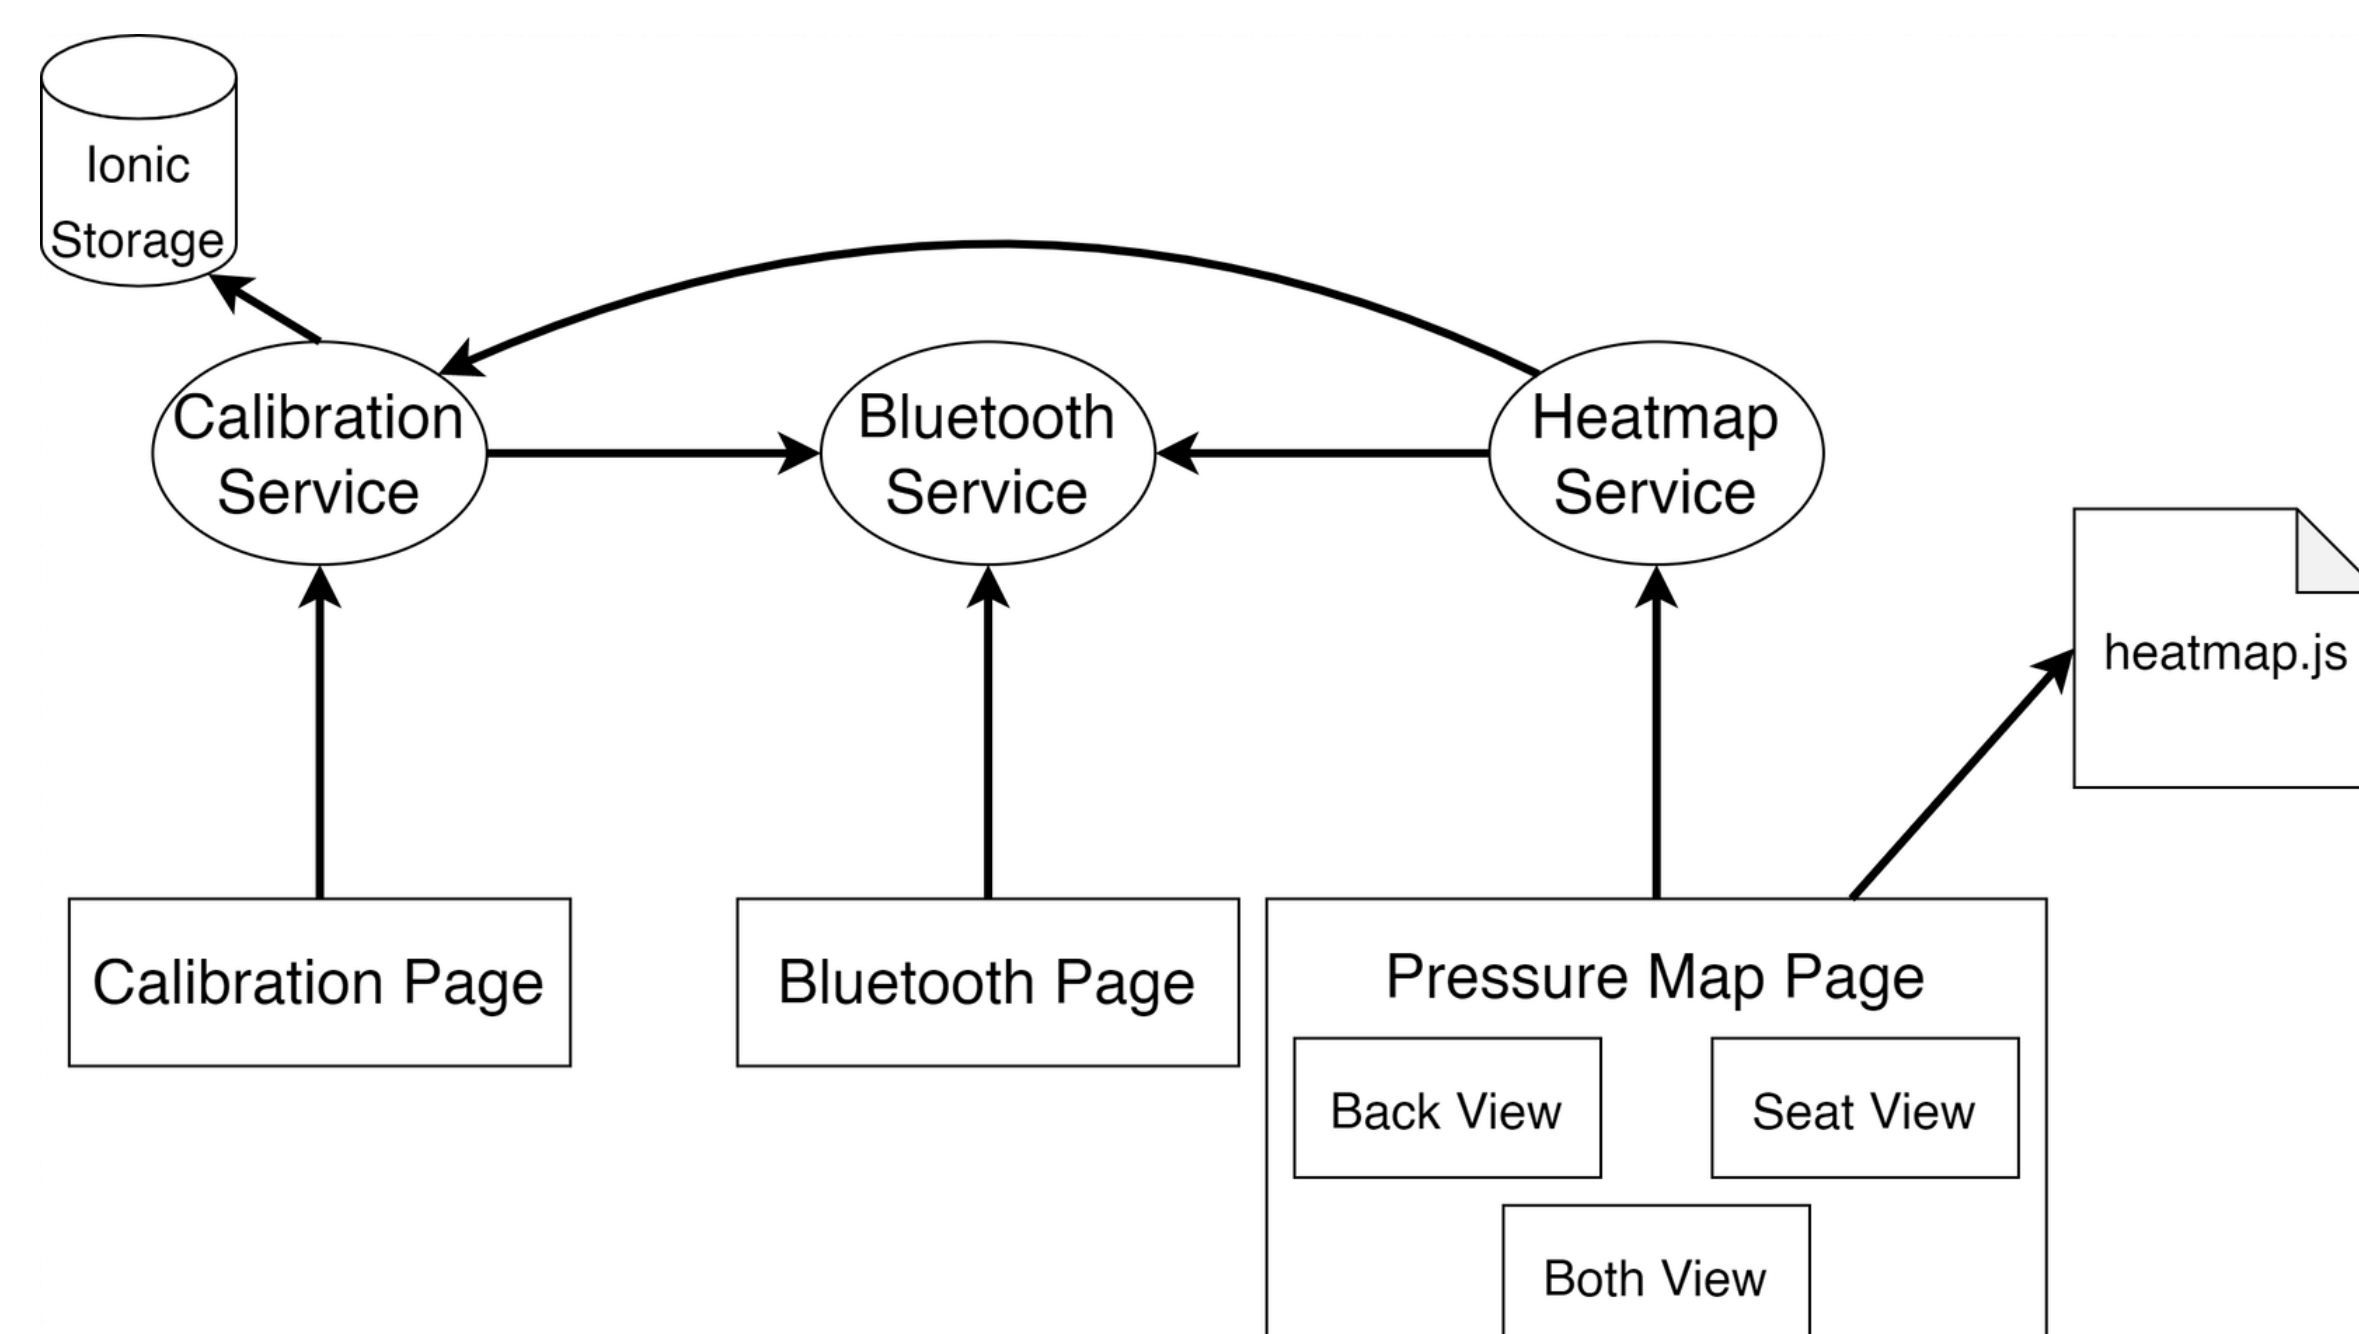 Ionic
Storage
Calibration
Service
Bluetooth
Service
Heatmap
Service
heatmap.js
Calibration Page
Bluetooth Page
Pressure Map Page
Back View
Seat View
Both View